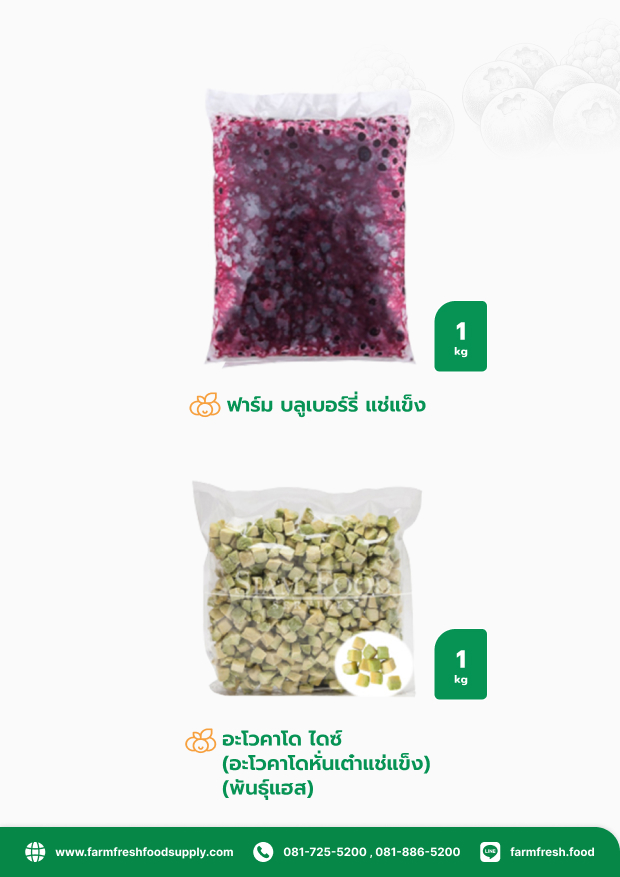 1
kg
ฟาร์ม บลูเบอร์รี่ แช่แข็ง
SIAM FOOD
1
kg
อะโวคาโด ไดซ์
(อะโวคาโดหั่นเต๋าแช่แข็ง)
(พันธุ์แฮส)
www.farmfreshfoodsupply.com 081-725-5200 , 081-886-5200 LINE farmfresh.food